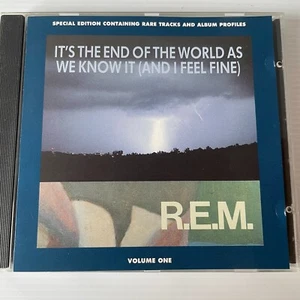 SPECIAL EDITION CONTAINING RARE TRACKS AND ALBUM PROFILES
IT'S THE END OF THE WORLD AS
WE KNOW IT (AND I FEEL FINE)
R.E.M.
VOLUME ONE